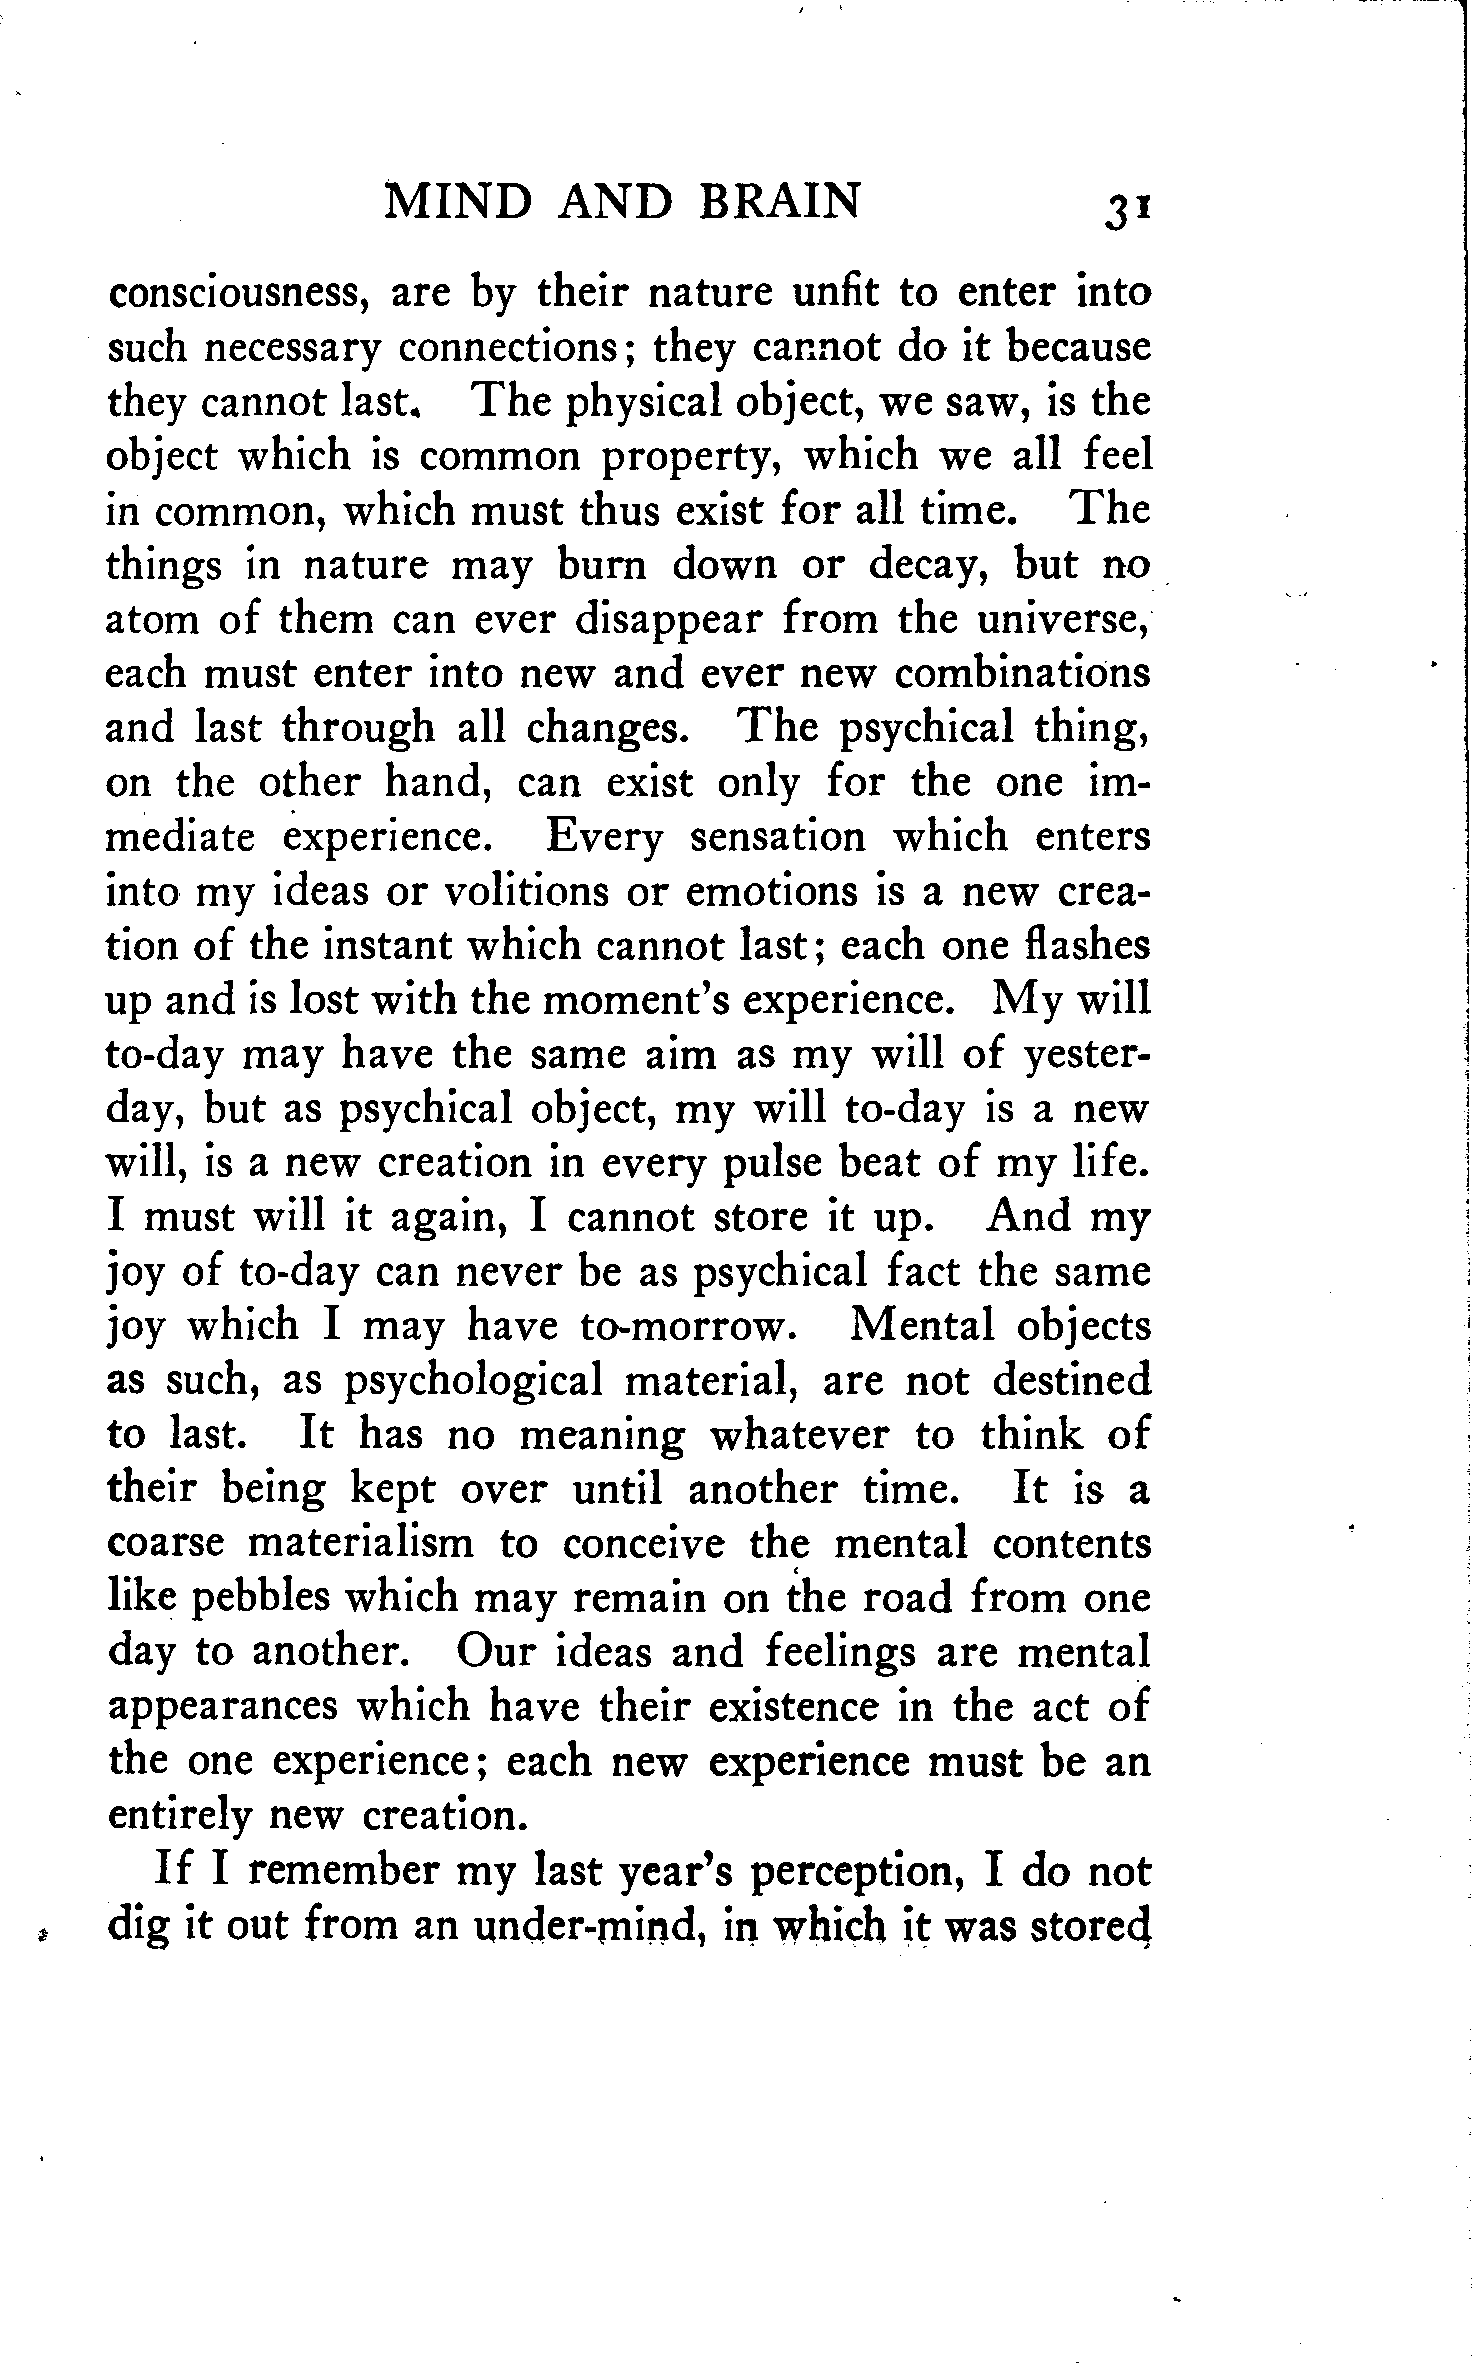 MIND AND BRAIN 31
consciousness, are by their nature unfit to enter into
such necessary connections; they cannot do it because
they cannot last. The physical object, we saw, is the
object which is common property, which we all feel
in common, which must thus exist for all time. The
things in nature may burn down or decay, but no
atom of them can ever disappear from the universe,
each must enter into new and ever new combinations
and last through all changes. The psychical thing,
on the other hand, can exist only for the one im-
mediate experience. Every sensation which enters
into my ideas or volitions or emotions is a new crea-
tion of the instant which cannot last; each one flashes
up and is lost with the moment's experience. My will
to-day may have the same aim as my will of yester-
day, but as psychical object, my will to-day is a new
will, is a new creation in every pulse beat of my life.
I must will it again, I cannot store it up. And my
joy of to-day can never be as psychical fact the same
joy which I may have to-morrow. Mental objects
as such, as psychological material, are not destined
to last. It has no meaning whatever to think of
their being kept over until another time. It is a
coarse materialism to conceive the mental contents
like pebbles which may remain on the road from one
day to another. Our ideas and feelings are mental
appearances which have their existence in the act of
the one experience; each new experience must be an
entirely new creation.
If I remember my last year's perception, I do not
dig it out from an under-mind, in which it was stored